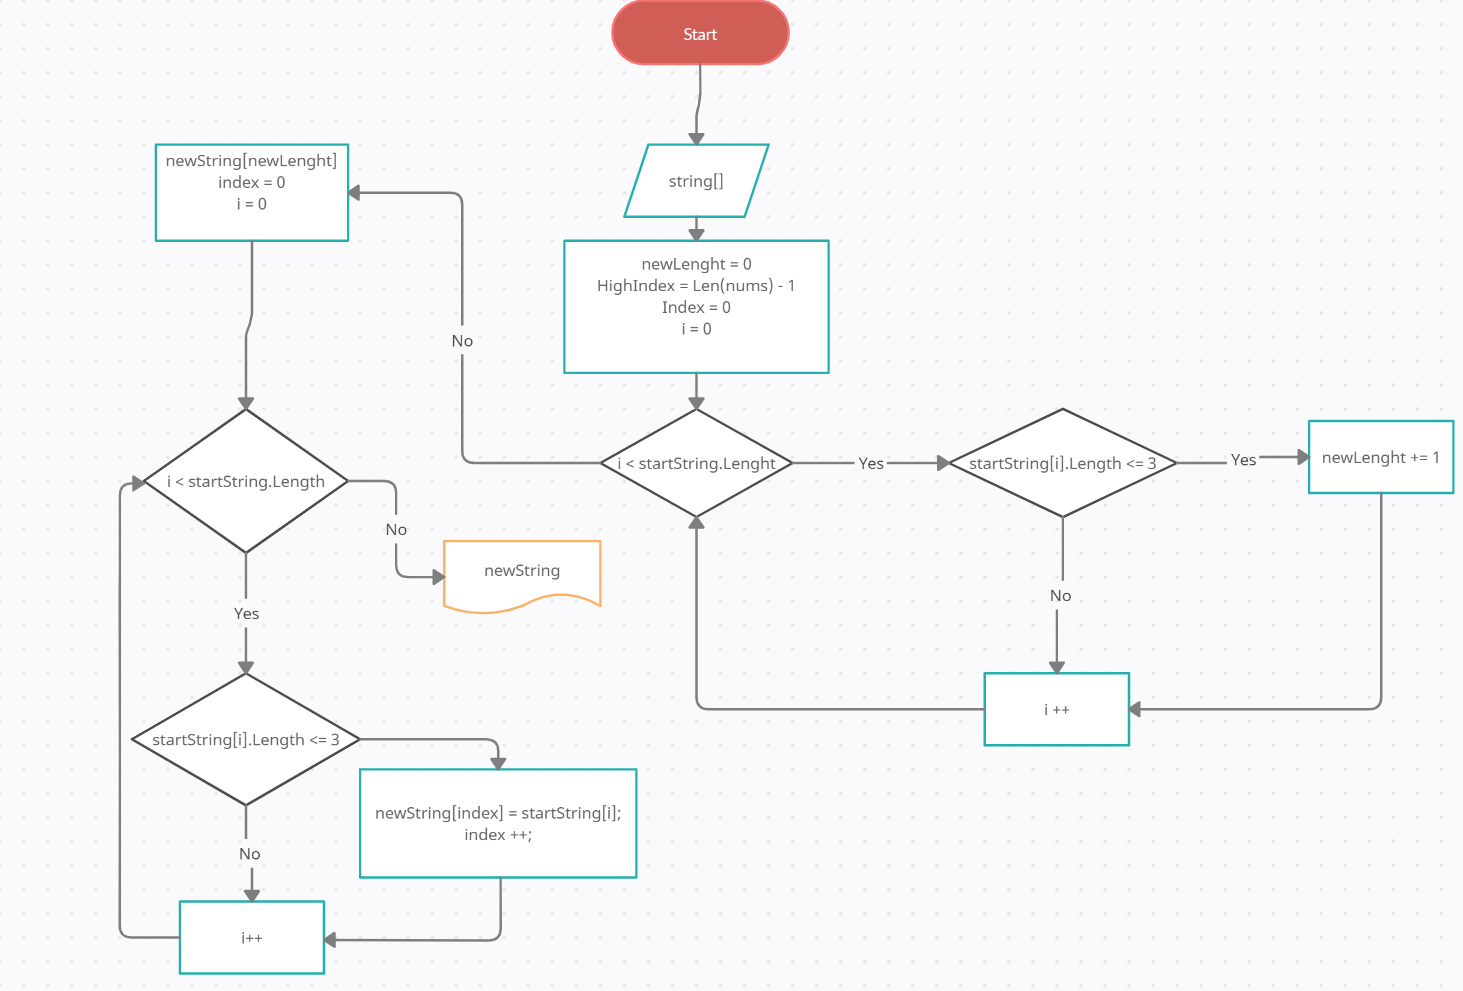 Start
string[]
newLenght = 0
HighIndex = Len(nums) - 1
Index = 0
i = 0
i < startString.Lenght
Yes
startString[i].Length <= 3
Yes
newLenght += 1
No
i ++
No
newString[newLenght]
index = 0
i = 0
i < startString.Length
No
newString
Yes
startString[i].Length <= 3
newString[index] = startString[i];
index ++;
No
i++